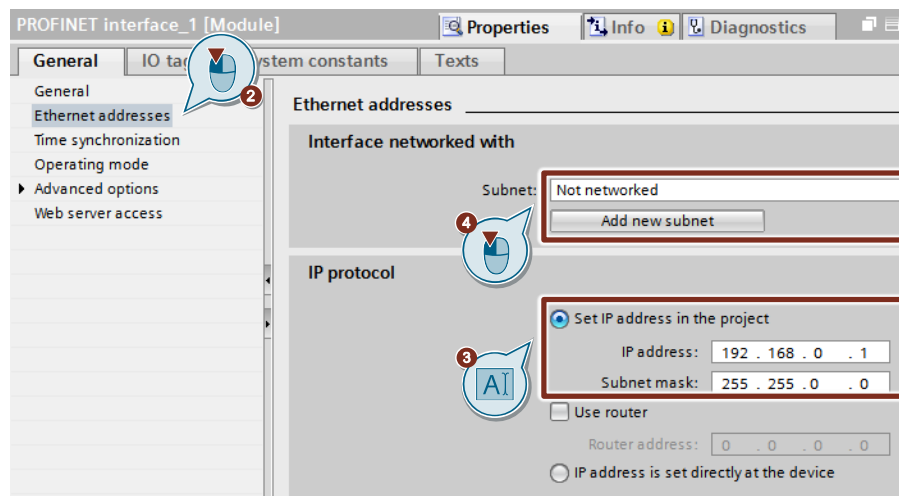 PROFINET interface_1 [Module]
Properties
Info
Diagnostics
General
IO tags
System constants
Texts
General
Ethernet addresses
Time synchronization
Operating mode
Advanced options
Web server access
2
Ethernet addresses
Interface networked with
Subnet:
Not networked
Add new subnet
4
IP protocol
Set IP address in the project
IP address:
192 . 168 . 0 . 1
Subnet mask:
255 . 255 . 0 . 0
3
AI
Use router
Router address:
0 . 0 . 0 . 0
IP address is set directly at the device